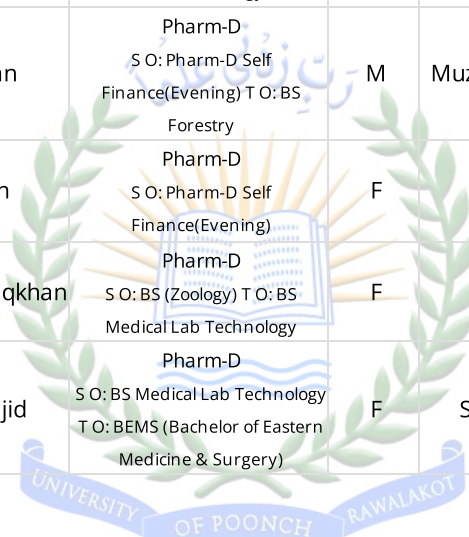 Pharm-D
S O: Pharm-D Self
an
Finance(Evening) T O: BS
M
Muz
Forestry
Pharm-D
S O: Pharm-D Self
F
Finance(Evening)
Pharm-D
qkhan
S O: BS (Zoology) T O: BS
F
Medical Lab Technology
Pharm-D
S O: BS Medical Lab Technology
jid
T O: BEMS (Bachelor of Eastern
F
S
Medicine & Surgery)
رَبِّ زِدْنِي عِلْمًا
UNIVERSITY OF POONCH RAWALAKOT